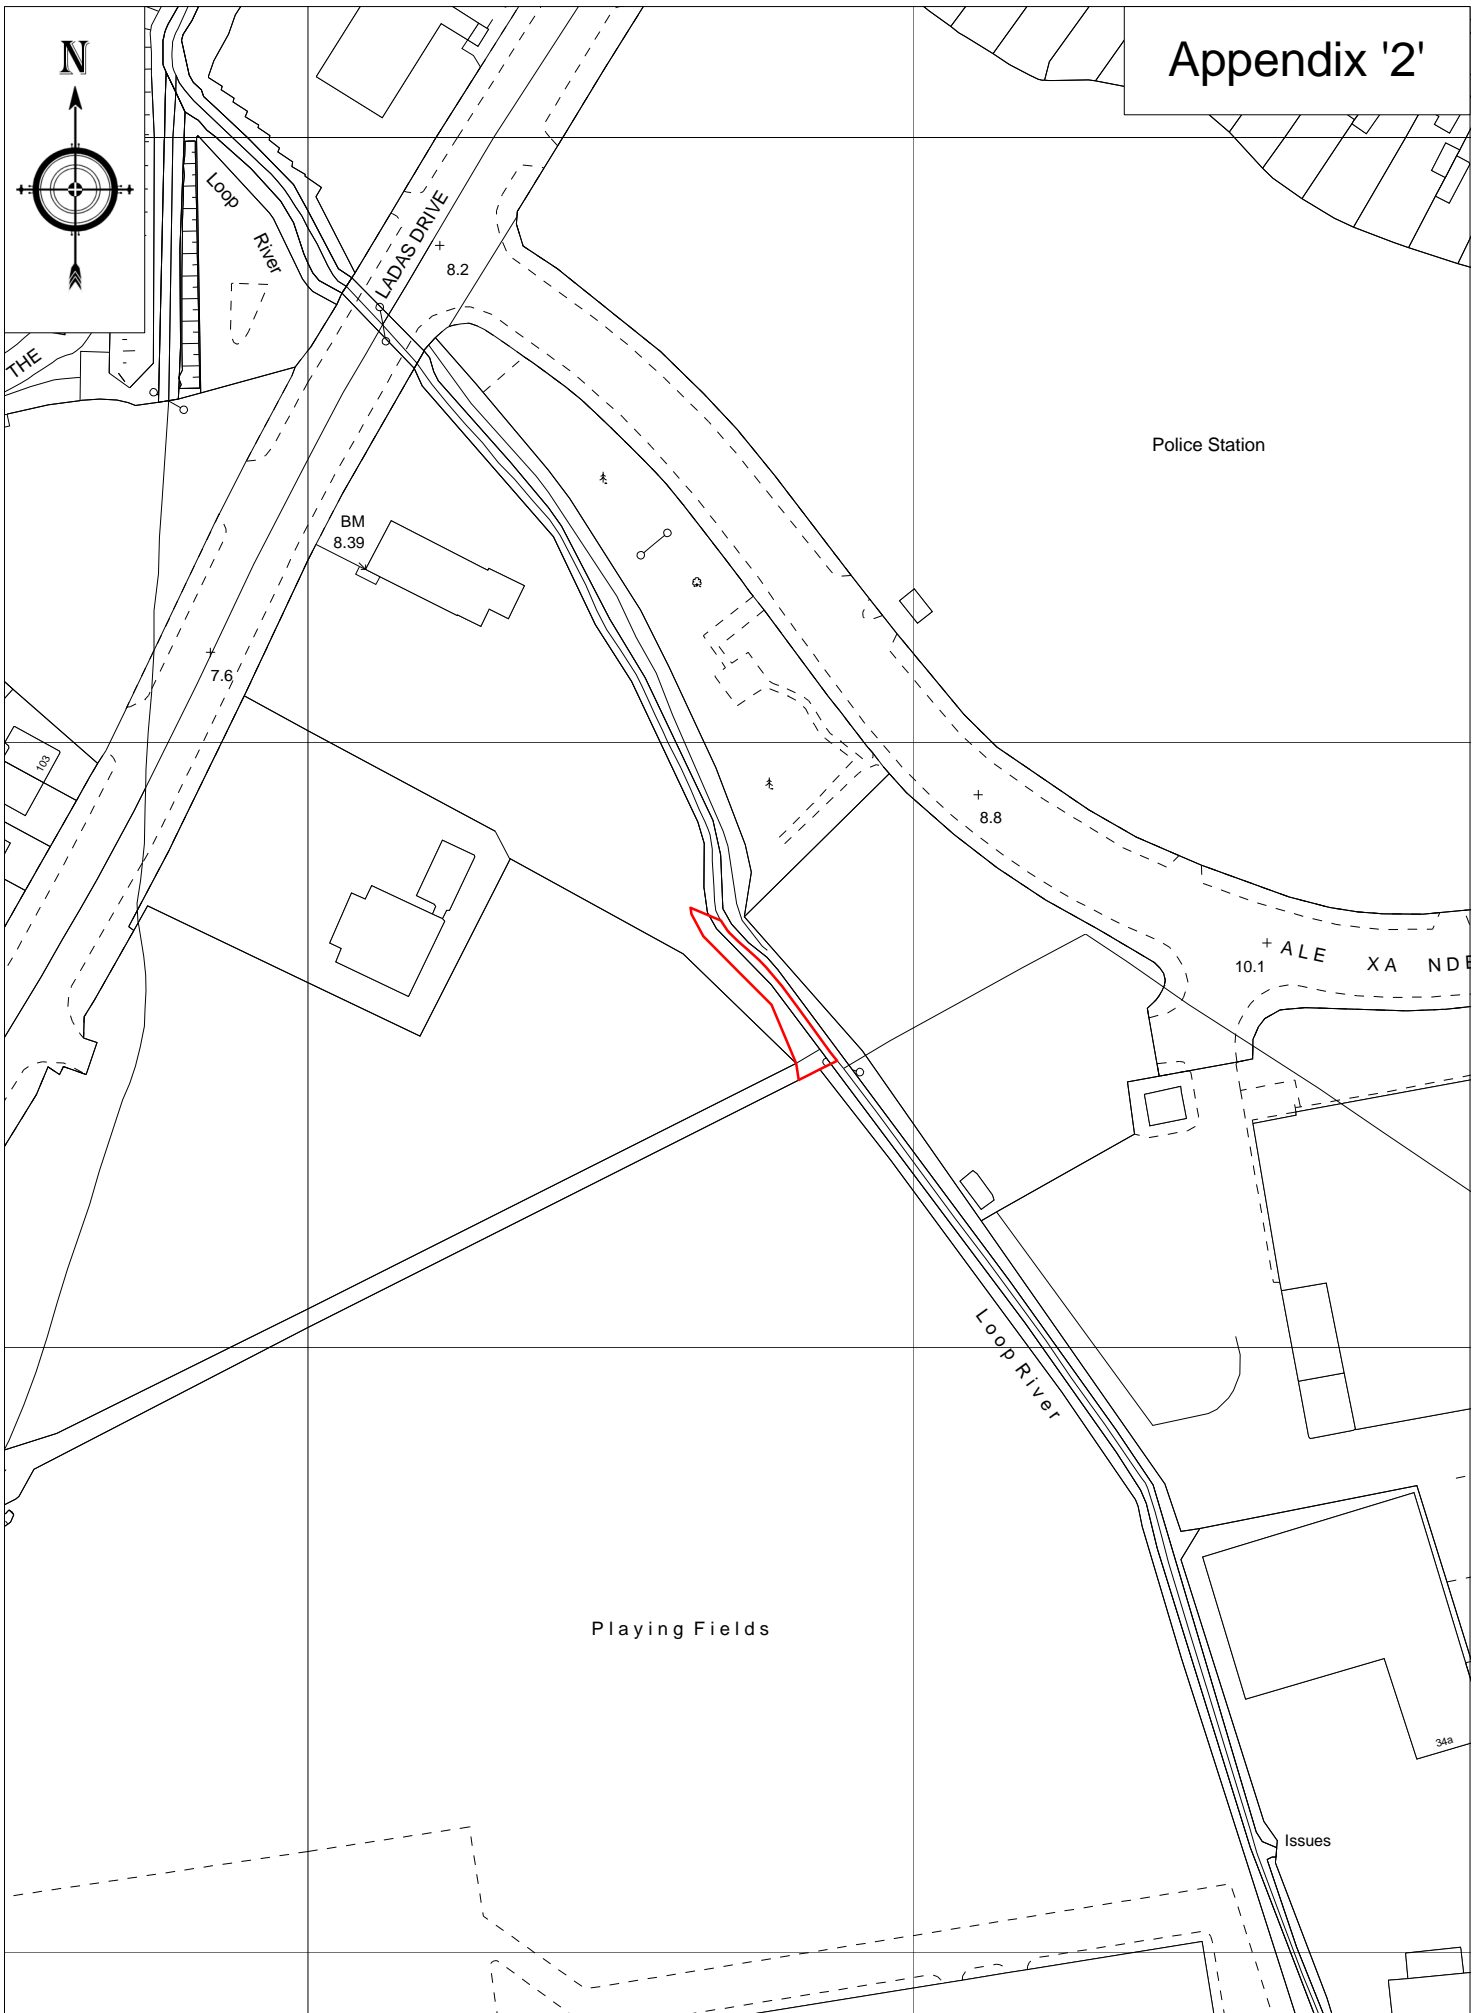 Appendix '2'
N
Loop
River
LADAS DRIVE
8.2
THE
Police Station
BM
8.39
7.6
103
8.8
10.1
ALE XA NDE
Loop River
Playing Fields
34a
Issues